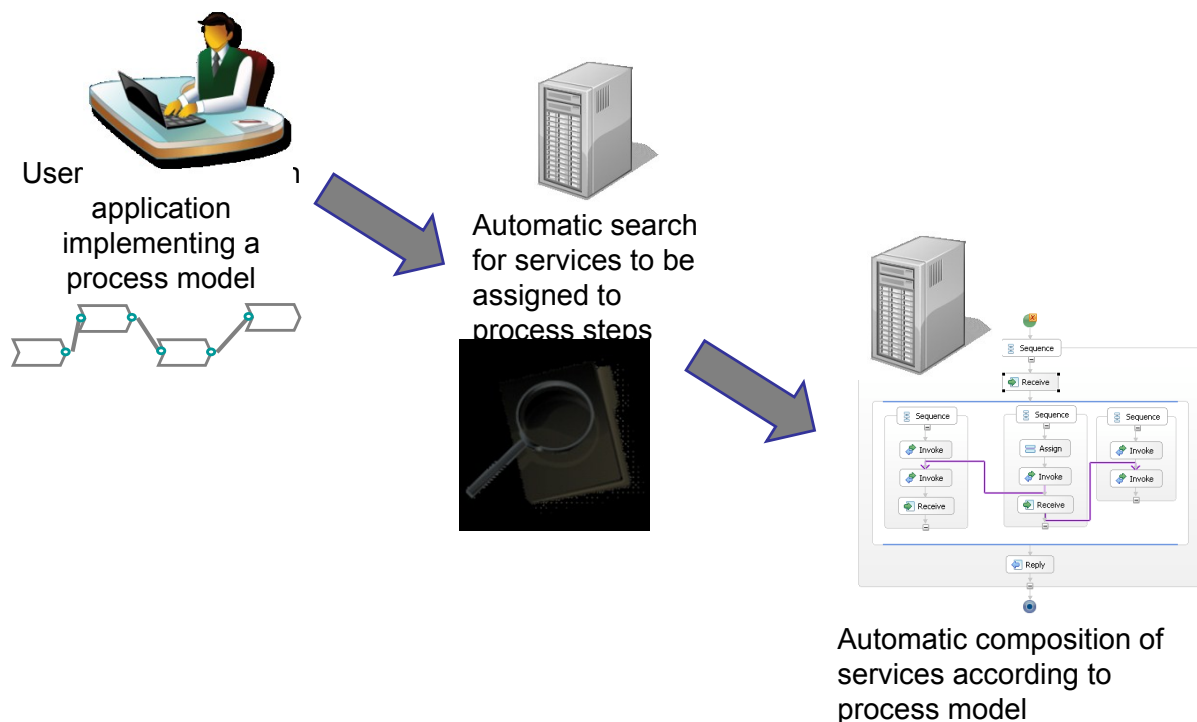 User
application
implementing a
process model
Automatic search
for services to be
assigned to
process steps
Sequence
Receive
Sequence
Sequence
Sequence
Invoke
Assign
Invoke
Invoke
Invoke
Invoke
Receive
Receive
Reply
Automatic composition of
services according to
process model